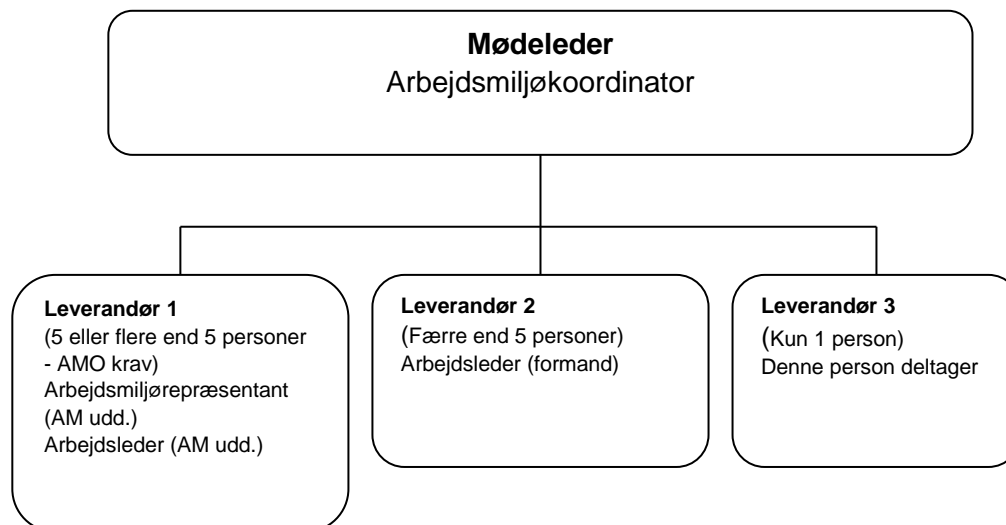 Mødeleder
Arbejdsmiljøkoordinator
Leverandør 1
(5 eller flere end 5 personer
- AMO krav)
Arbejdsmiljørepræsentant
(AM udd.)
Arbejdsleder (AM udd.)
Leverandør 2
(Færre end 5 personer)
Arbejdsleder (formand)
Leverandør 3
(Kun 1 person)
Denne person deltager